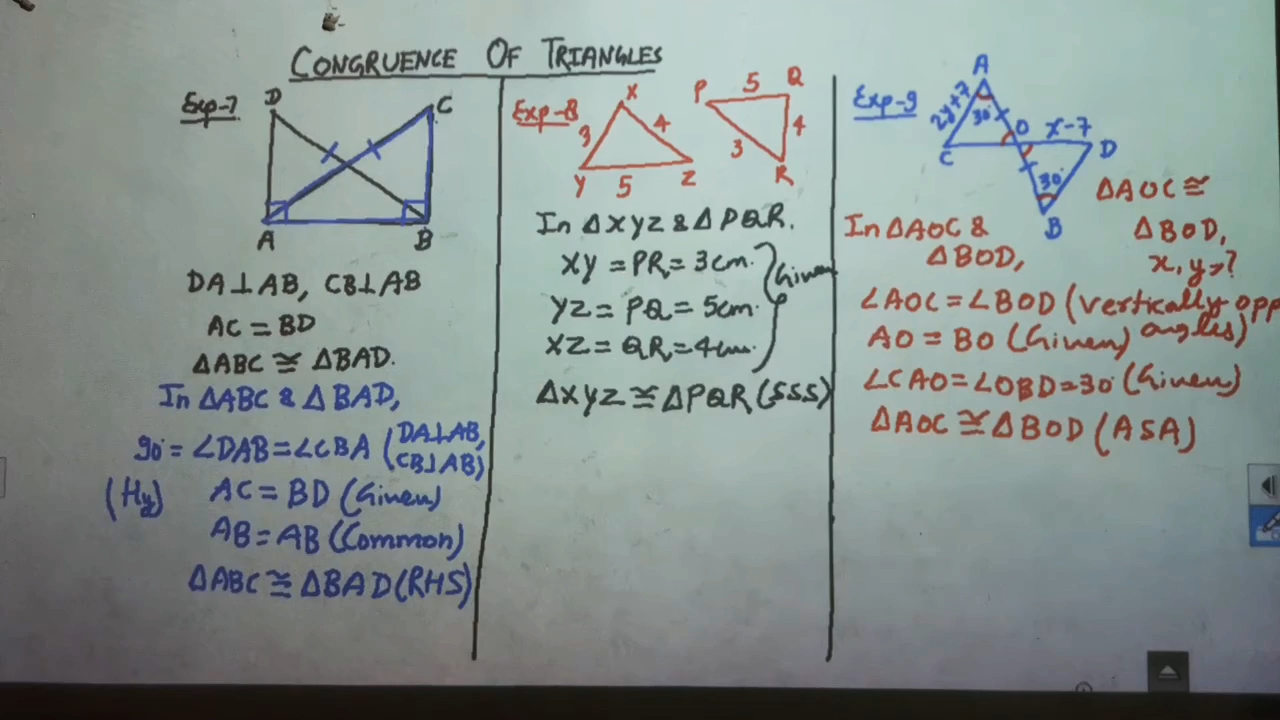 CONGRUENCE OF TRIANGLES
Exp-7
D
C
A
B
DA⊥AB, CB⊥AB
AC = BD
ΔABC ≅ ΔBAD.
In ΔABC & ΔBAD,
90° = ∠DAB = ∠CBA (DA⊥AB,
CB⊥AB)
(Hy) AC = BD (Given)
AB = AB (Common)
ΔABC ≅ ΔBAD (RHS)
Exp-8
X
3
4
Y
5
Z
P
5
Q
4
3
R
In ΔXYZ & ΔPQR.
XY = PR = 3cm.
Given
YZ = PQ = 5cm.
XZ = QR = 4cm.
ΔXYZ ≅ ΔPQR (SSS)
Exp-9
A
2y+7
30°
O
x-7
C
D
30°
B
ΔAOC ≅
ΔBOD,
x, y = ?
In ΔAOC &
ΔBOD,
∠AOC = ∠BOD (vertically opp
angles)
AO = BO (Given)
∠CAO = ∠OBD = 30° (Given)
ΔAOC ≅ ΔBOD (ASA)